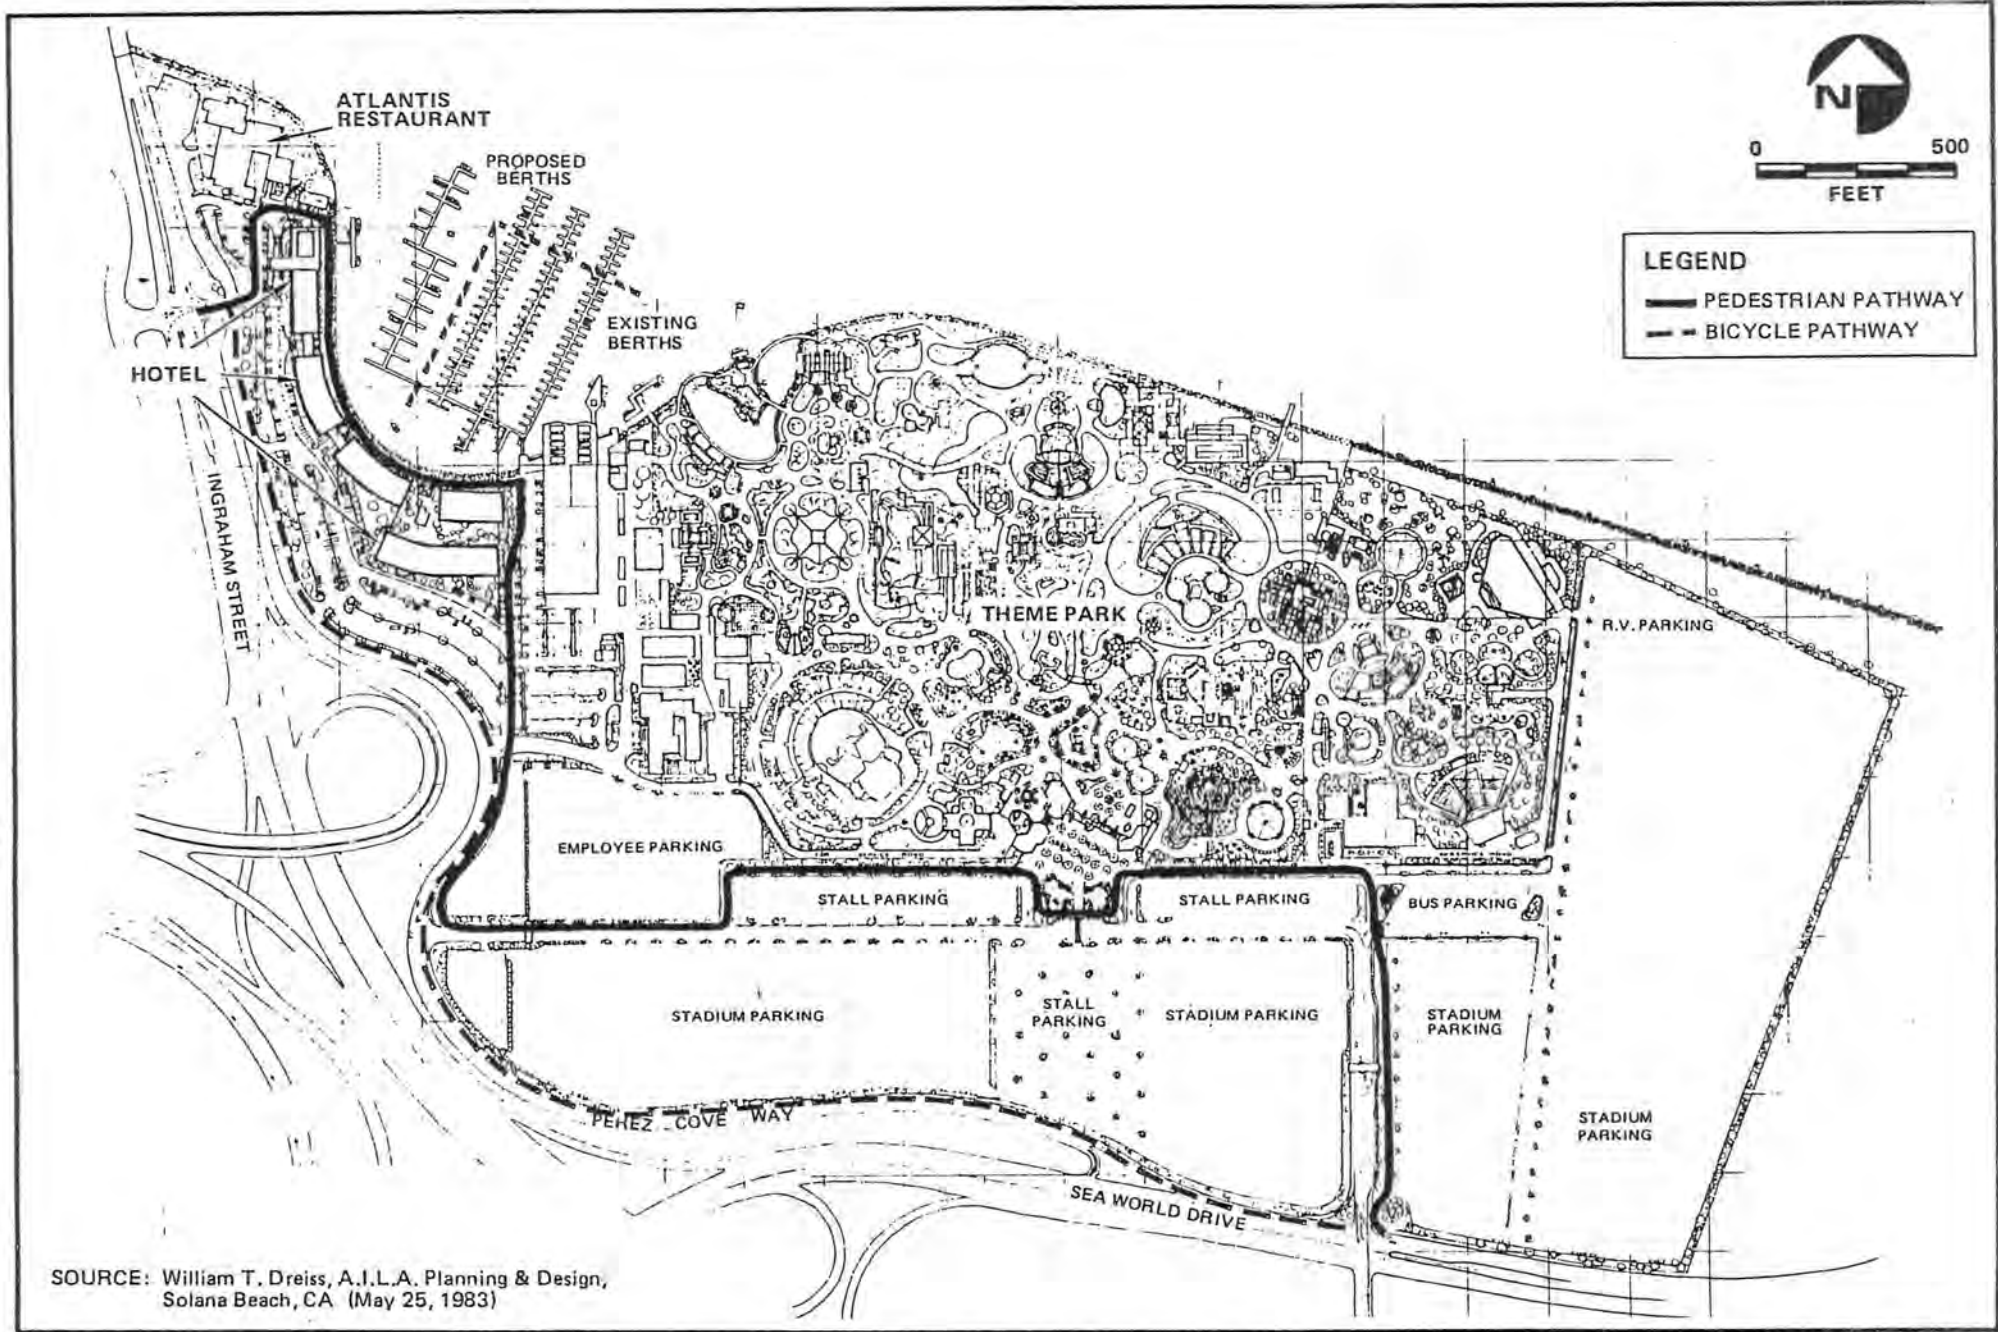 ATLANTIS
RESTAURANT
PROPOSED
BERTHS
EXISTING
BERTHS
HOTEL
INGRAHAM STREET
N
0 500
FEET
LEGEND
PEDESTRIAN PATHWAY
BICYCLE PATHWAY
THEME PARK
R.V. PARKING
EMPLOYEE PARKING
STALL PARKING
STALL PARKING
BUS PARKING
STADIUM PARKING
STALL
PARKING
STADIUM PARKING
STADIUM
PARKING
STADIUM
PARKING
PEREZ COVE WAY
SEA WORLD DRIVE
SOURCE: William T. Dreiss, A.I.L.A. Planning & Design,
Solana Beach, CA (May 25, 1983)